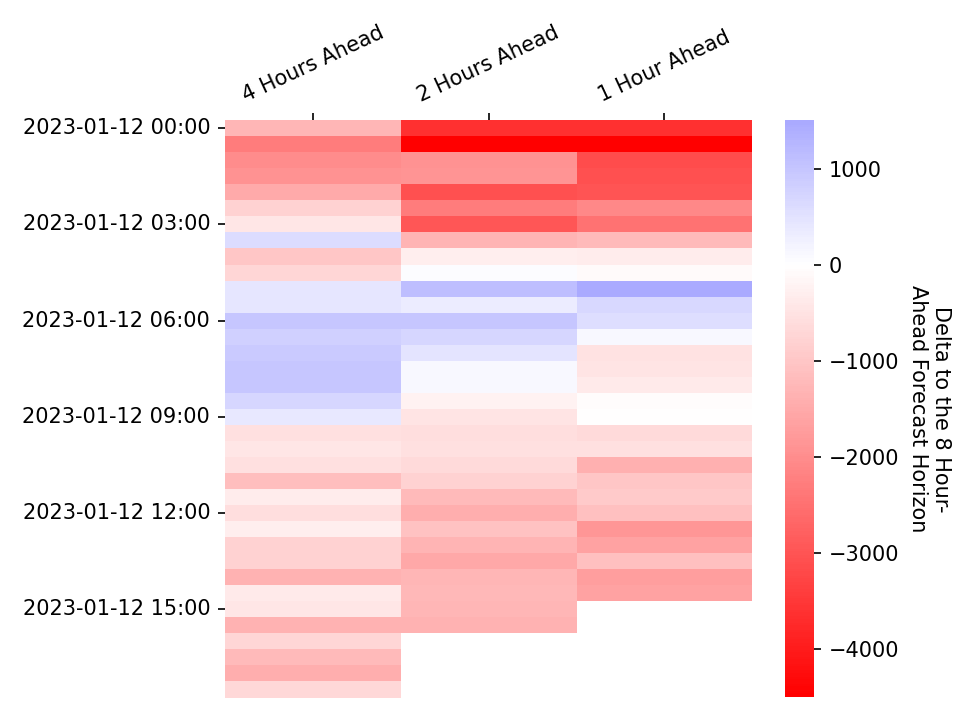 4 Hours Ahead
2 Hours Ahead
1 Hour Ahead
2023-01-12 00:00
2023-01-12 03:00
2023-01-12 06:00
2023-01-12 09:00
2023-01-12 12:00
2023-01-12 15:00
1000
0
−1000
−2000
−3000
−4000
Delta to the 8 Hour-
Ahead Forecast Horizon